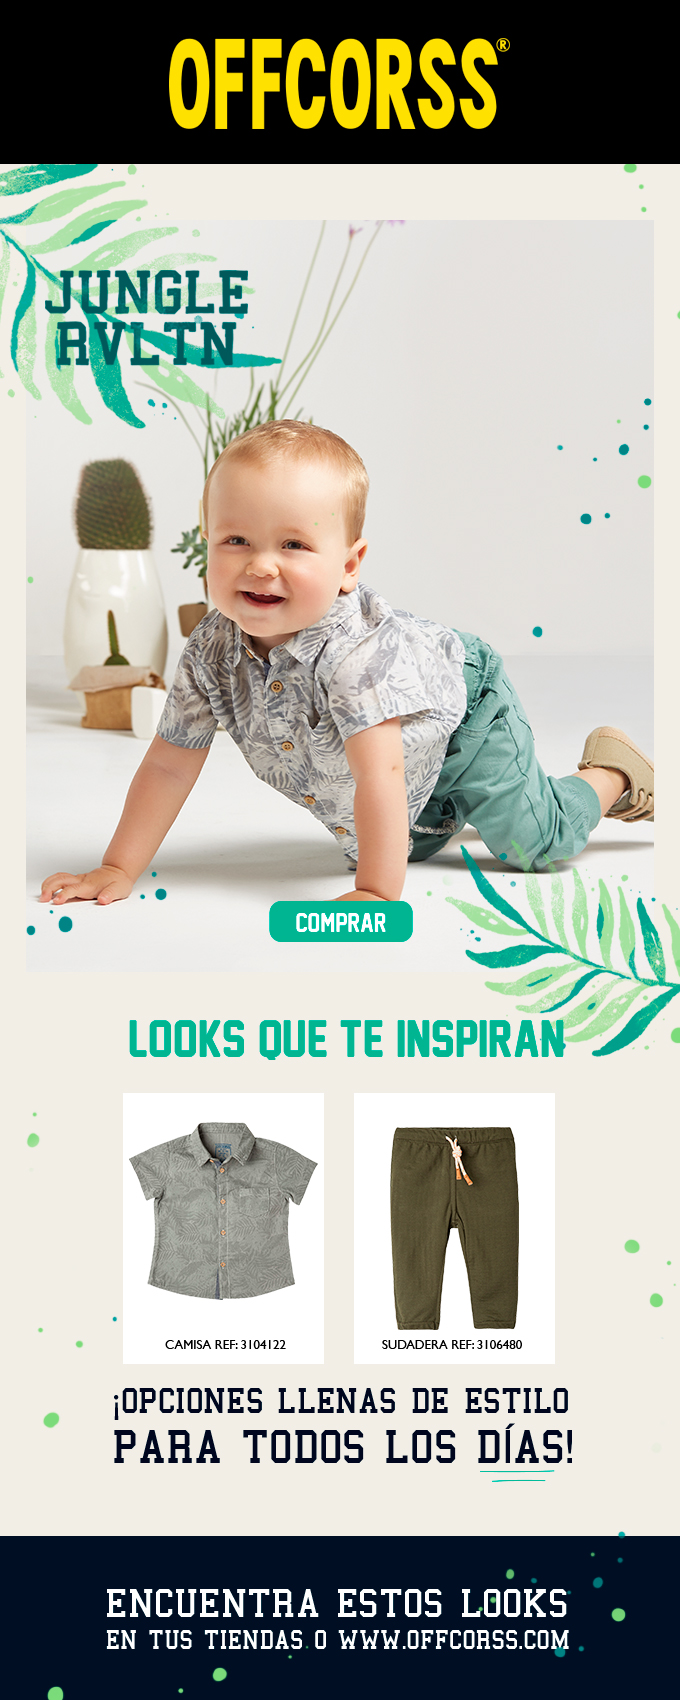 OFFCORSS®
JUNGLE
RVLTN
COMPRAR
LOOKS QUE TE INSPIRAN
CAMISA REF: 3104122
SUDADERA REF: 3106480
¡OPCIONES LLENAS DE ESTILO
PARA TODOS LOS DÍAS!
ENCUENTRA ESTOS LOOKS
EN TUS TIENDAS O WWW.OFFCORSS.COM